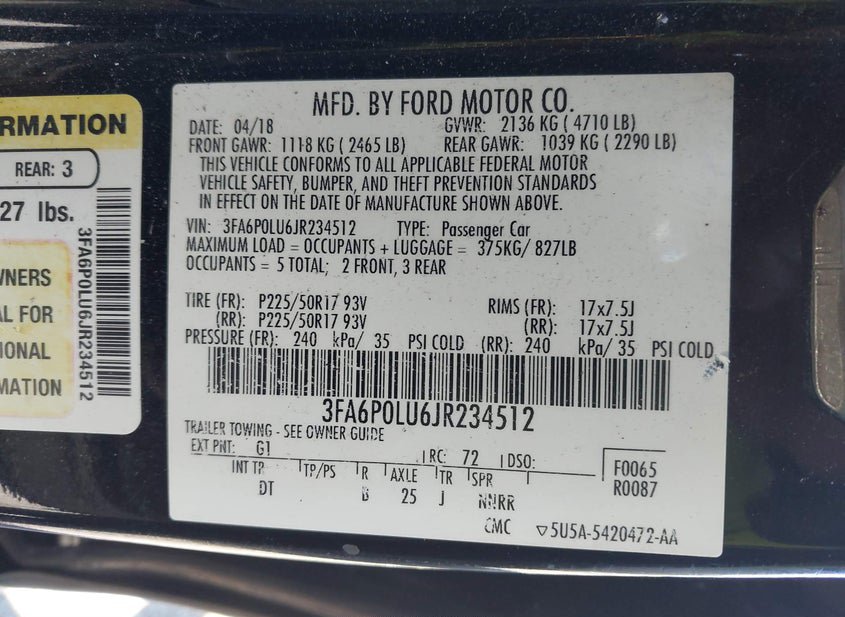 RMATION
REAR: 3
27 lbs.
WNERS
AL FOR
IONAL
RMATION
3FA6P0LU6JR234512
MFD. BY FORD MOTOR CO.
DATE: 04/18 GVWR: 2136 KG ( 4710 LB)
FRONT GAWR: 1118 KG ( 2465 LB) REAR GAWR: 1039 KG ( 2290 LB)
THIS VEHICLE CONFORMS TO ALL APPLICABLE FEDERAL MOTOR
VEHICLE SAFETY, BUMPER, AND THEFT PREVENTION STANDARDS
IN EFFECT ON THE DATE OF MANUFACTURE SHOWN ABOVE.
VIN: 3FA6P0LU6JR234512 TYPE: Passenger Car
MAXIMUM LOAD = OCCUPANTS + LUGGAGE = 375KG/ 827LB
OCCUPANTS = 5 TOTAL; 2 FRONT, 3 REAR
TIRE (FR): P225/50R17 93V RIMS (FR): 17x7.5J
(RR): P225/50R17 93V (RR): 17x7.5J
PRESSURE (FR): 240 kPa/ 35 PSI COLD (RR): 240 kPa/ 35 PSI COLD
3FA6P0LU6JR234512
TRAILER TOWING - SEE OWNER GUIDE
EXT PNT: G1 RC: 72 DSO: F0065
INT TR TP/PS R AXLE TR SPR R0087
DT B 25 J NNRR
CMC 5U5A-5420472-AA